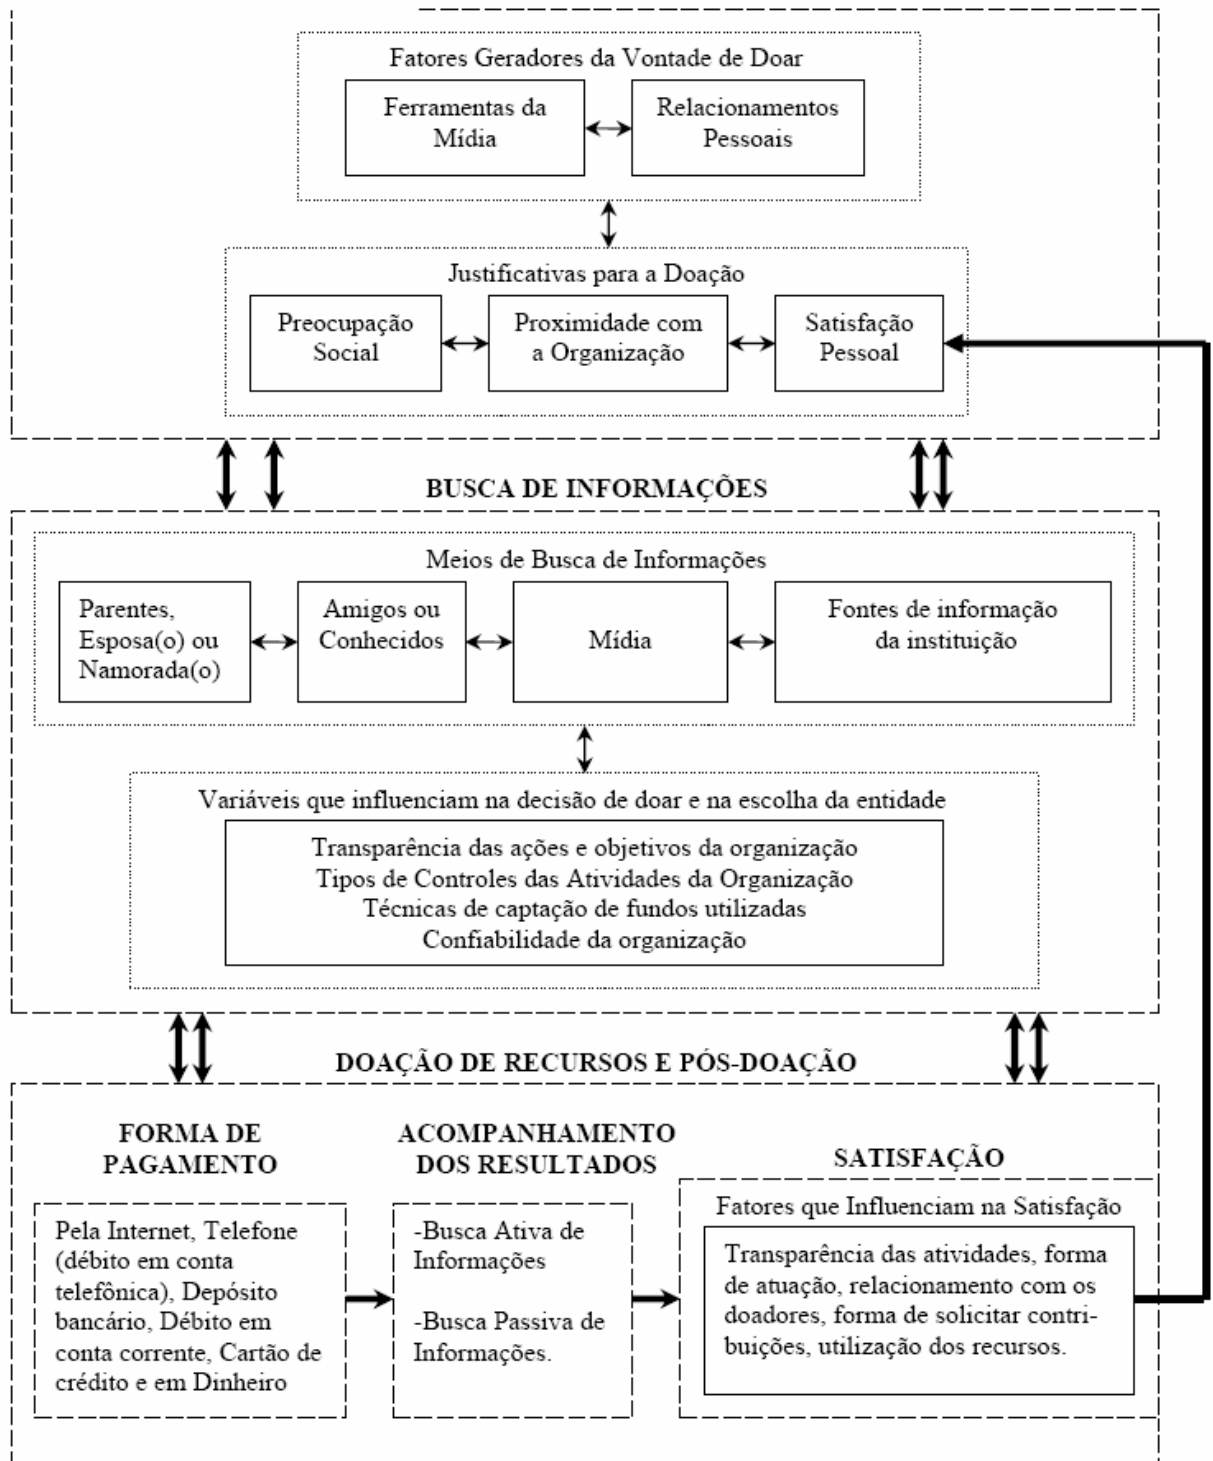 Fatores Geradores da Vontade de Doar
Ferramentas da
Mídia
Relacionamentos
Pessoais
Justificativas para a Doação
Preocupação
Social
Proximidade com
a Organização
Satisfação
Pessoal
BUSCA DE INFORMAÇÕES
Meios de Busca de Informações
Parentes,
Esposa(o) ou
Namorada(o)
Amigos ou
Conhecidos
Mídia
Fontes de informação
da instituição
Variáveis que influenciam na decisão de doar e na escolha da entidade
Transparência das ações e objetivos da organização
Tipos de Controles das Atividades da Organização
Técnicas de captação de fundos utilizadas
Confiabilidade da organização
DOAÇÃO DE RECURSOS E PÓS-DOAÇÃO
FORMA DE
PAGAMENTO
Pela Internet, Telefone
(débito em conta
telefônica), Depósito
bancário, Débito em
conta corrente, Cartão de
crédito e em Dinheiro
ACOMPANHAMENTO
DOS RESULTADOS
-Busca Ativa de
Informações
-Busca Passiva de
Informações.
SATISFAÇÃO
Fatores que Influenciam na Satisfação
Transparência das atividades, forma
de atuação, relacionamento com os
doadores, forma de solicitar contri-
buições, utilização dos recursos.